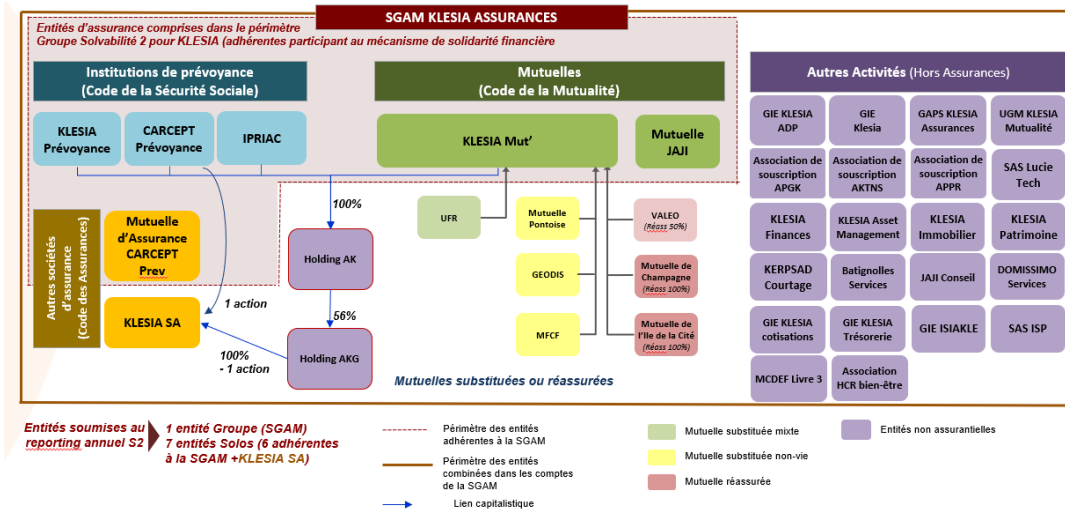 SGAM KLESIA ASSURANCES
Entités d'assurance comprises dans le périmètre
Groupe Solvabilité 2 pour KLESIA (adhérentes participant au mécanisme de solidarité financière
Institutions de prévoyance
(Code de la Sécurité Sociale)
Mutuelles
(Code de la Mutualité)
KLESIA
Prévoyance
CARCEPT
Prévoyance
IPRIAC
KLESIA Mut'
Mutuelle
JAJI
Autres sociétés
d'assurance
(Code des Assurances)
Mutuelle
d'Assurance
CARCEPT
Prev
KLESIA SA
1 action
100%
- 1 action
100%
Holding AK
56%
Holding AKG
UFR
Mutuelle
Pontoise
GEODIS
MFCF
VALEO
(Réass 50%)
Mutuelle de
Champagne
(Réass 100%)
Mutuelle de
l'Ile de la Cité
(Réass 100%)
Mutuelles substituées ou réassurées
Autres Activités (Hors Assurances)
GIE KLESIA
ADP
GIE
Klesia
GAPS KLESIA
Assurances
UGM KLESIA
Mutualité
Association de
souscription
APGK
Association de
souscription
AKTNS
Association de
souscription
APPR
SAS Lucie
Tech
KLESIA
Finances
KLESIA Asset
Management
KLESIA
Immobilier
KLESIA
Patrimoine
KERPSAD
Courtage
Batignolles
Services
JAJI Conseil
DOMISSIMO
Services
GIE KLESIA
cotisations
GIE KLESIA
Trésorerie
GIE ISIAKLE
SAS ISP
MCDEF Livre 3
Association
HCR bien-être
Entités soumises au
reporting annuel S2
1 entité Groupe (SGAM)
7 entités Solos (6 adhérentes
à la SGAM +KLESIA SA)
Périmètre des entités
adhérentes à la SGAM
Périmètre des entités
combinées dans les comptes
de la SGAM
Lien capitalistique
Mutuelle substituée mixte
Mutuelle substituée non-vie
Mutuelle réassurée
Entités non assurantielles